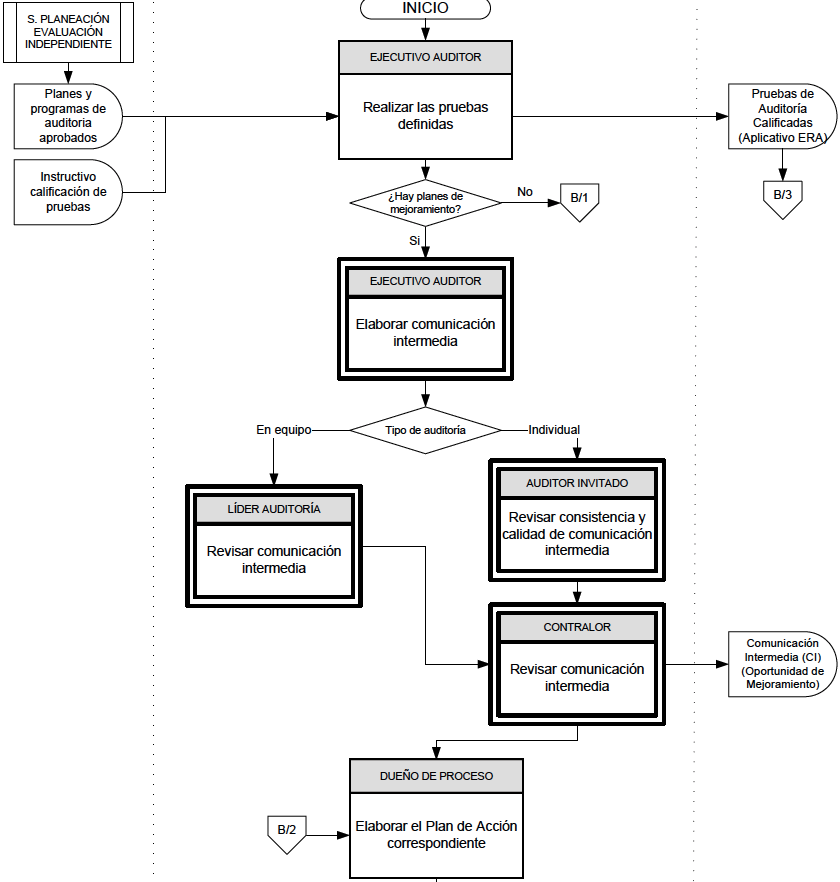 INICIO
S. PLANEACIÓN
EVALUACIÓN
INDEPENDIENTE
EJECUTIVO AUDITOR
Realizar las pruebas
definidas
Planes y
programas de
auditoria
aprobados
Pruebas de
Auditoría
Calificadas
(Aplicativo ERA)
Instructivo
calificación de
pruebas
¿Hay planes de
mejoramiento?
No
B/1
B/3
Si
EJECUTIVO AUDITOR
Elaborar comunicación
intermedia
En equipo
Tipo de auditoría
Individual
LÍDER AUDITORÍA
Revisar comunicación
intermedia
AUDITOR INVITADO
Revisar consistencia y
calidad de comunicación
intermedia
CONTRALOR
Revisar comunicación
intermedia
Comunicación
Intermedia (CI)
(Oportunidad de
Mejoramiento)
DUEÑO DE PROCESO
Elaborar el Plan de Acción
correspondiente
B/2